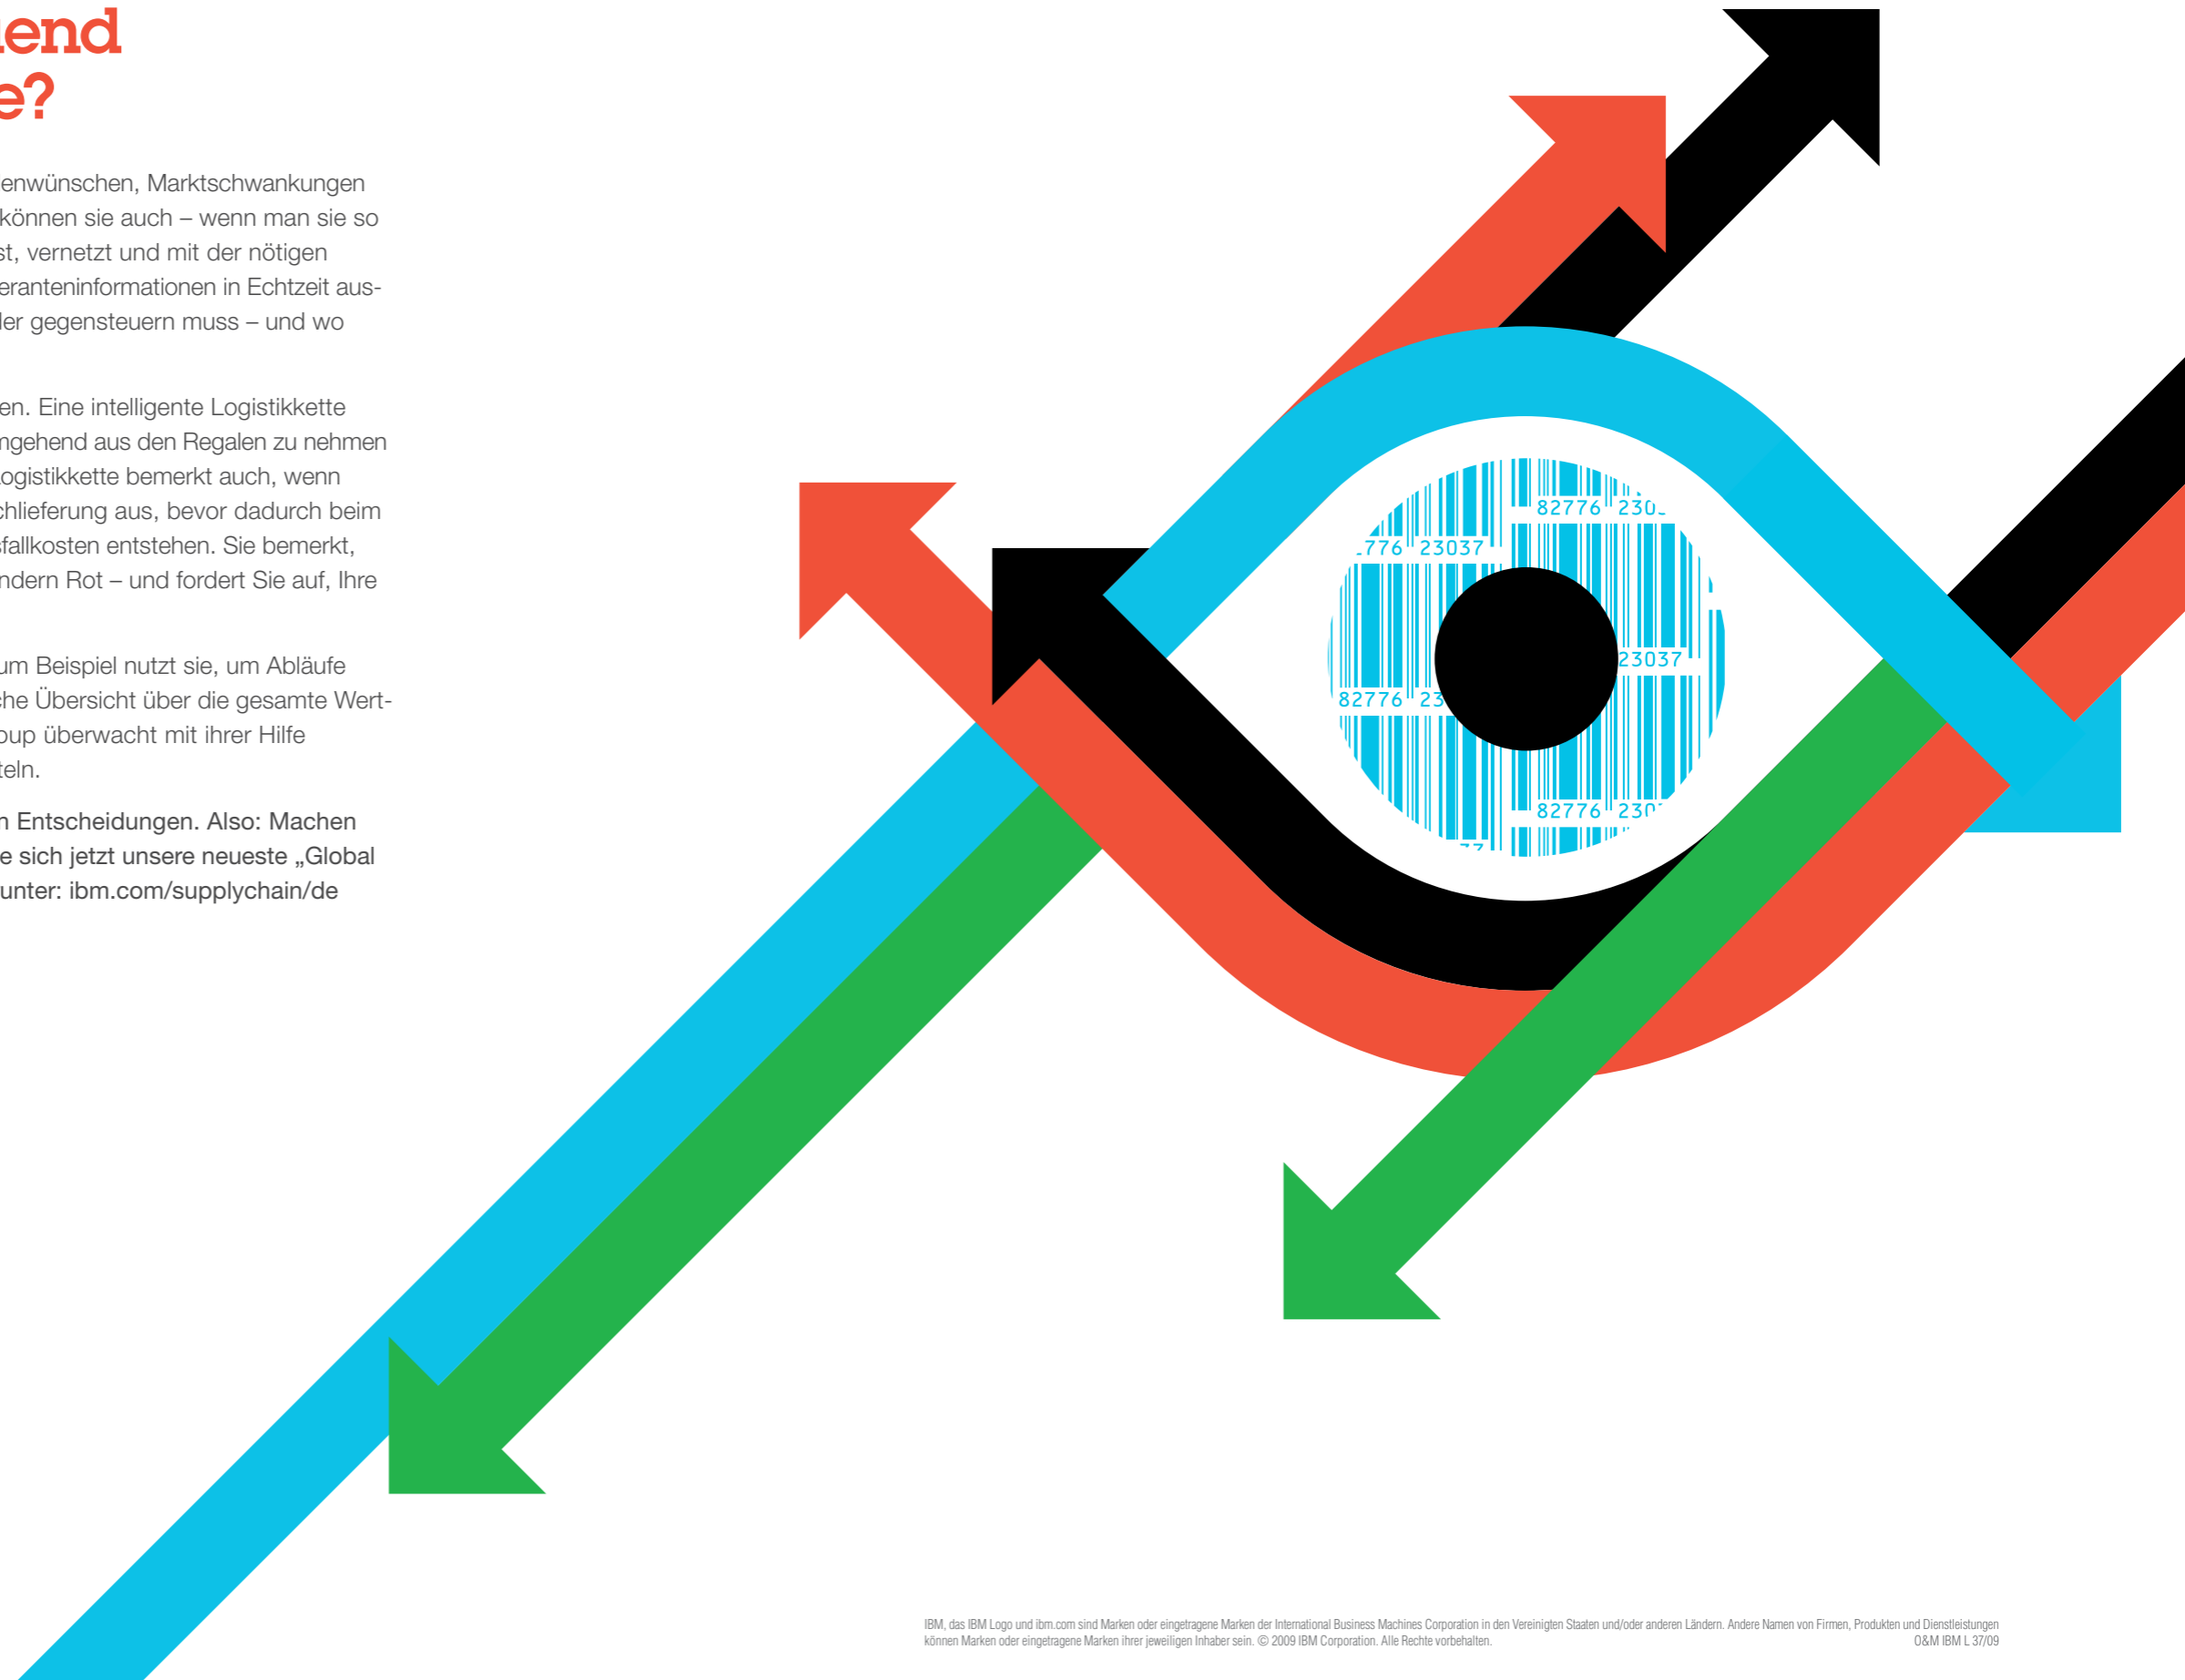 end
e?
enwünschen, Marktschwankungen
können sie auch – wenn man sie so
st, vernetzt und mit der nötigen
eranteninformationen in Echtzeit aus-
er gegensteuern muss – und wo
en. Eine intelligente Logistikkette
mgehend aus den Regalen zu nehmen
ogistikkette bemerkt auch, wenn
chlieferung aus, bevor dadurch beim
sfallkosten entstehen. Sie bemerkt,
ndern Rot – und fordert Sie auf, Ihre
um Beispiel nutzt sie, um Abläufe
che Übersicht über die gesamte Wert-
oup überwacht mit ihrer Hilfe
teln.
n Entscheidungen. Also: Machen
e sich jetzt unsere neueste „Global
unter: ibm.com/supplychain/de
82776 230
776 23037
23037
82776 23
82776 230
77
IBM, das IBM Logo und ibm.com sind Marken oder eingetragene Marken der International Business Machines Corporation in den Vereinigten Staaten und/oder anderen Ländern. Andere Namen von Firmen, Produkten und Dienstleistungen
können Marken oder eingetragene Marken ihrer jeweiligen Inhaber sein. © 2009 IBM Corporation. Alle Rechte vorbehalten. O&M IBM L 37/09